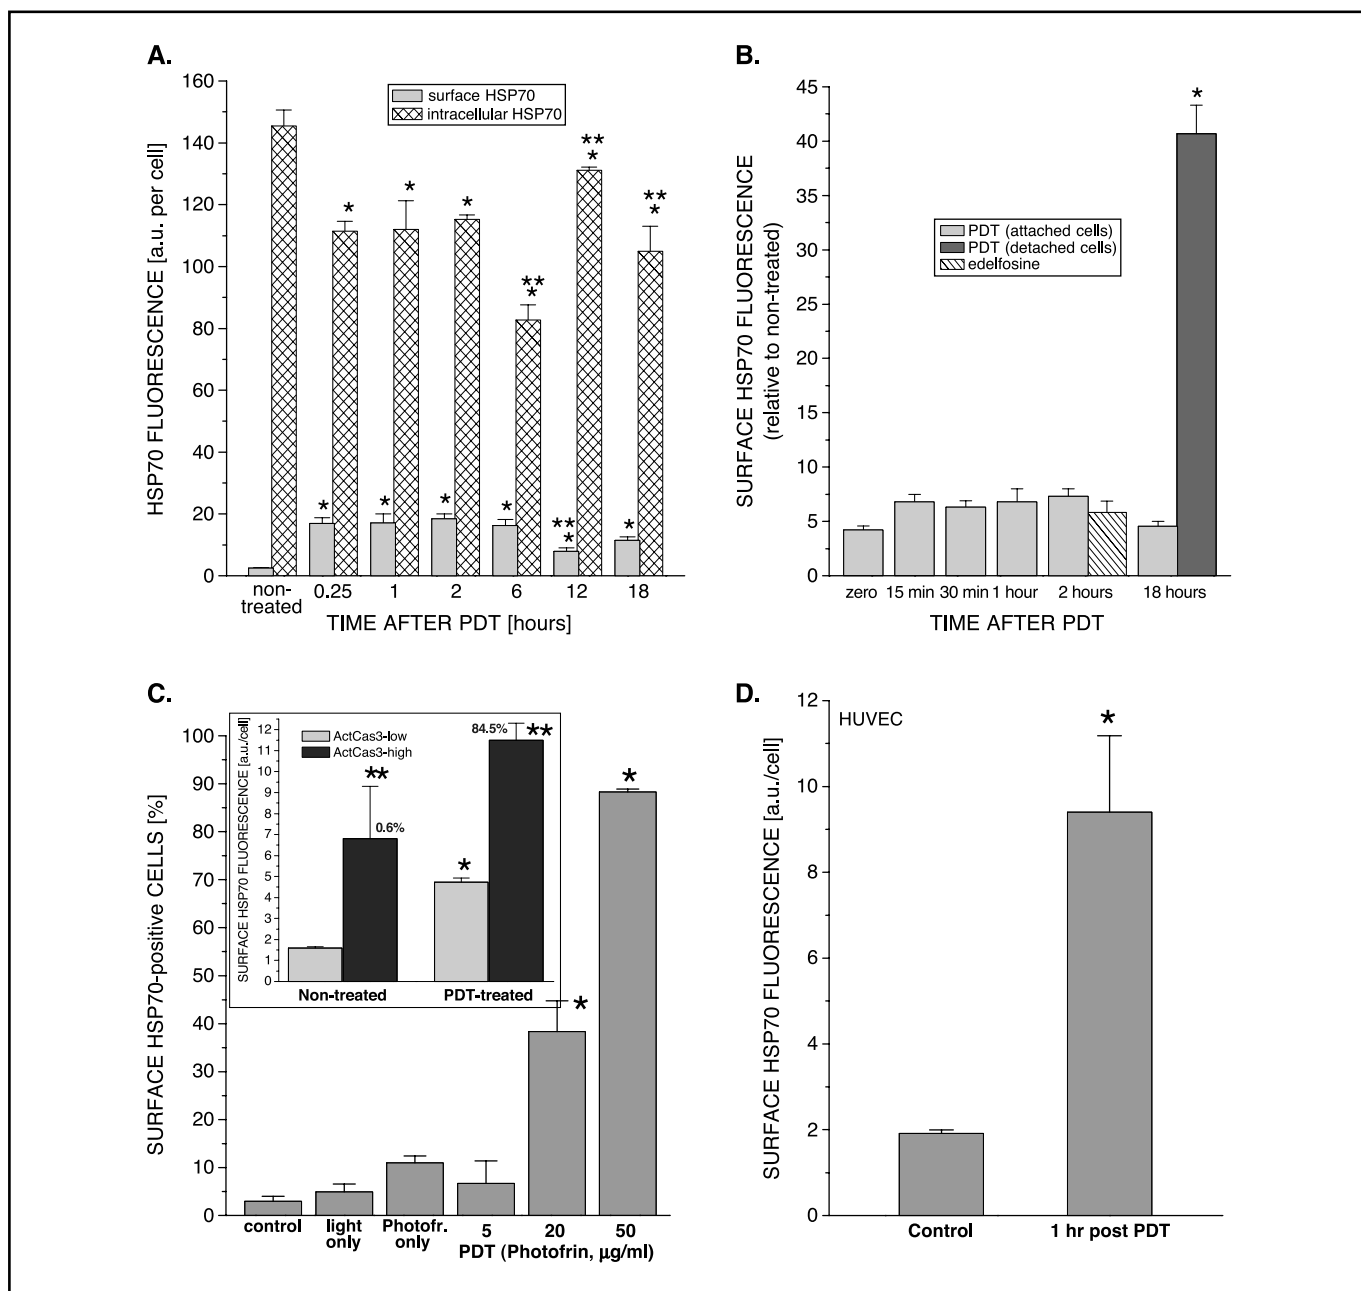 A.
HSP70 FLUORESCENCE [a.u. per cell]
160
140
120
100
80
60
40
20
0
surface HSP70
intracellular HSP70
*
*
*
**
*
**
*
**
*
*
*
*
*
**
*
*
non-treated
0.25
1
2
6
12
18
TIME AFTER PDT [hours]
B.
SURFACE HSP70 FLUORESCENCE
(relative to non-treated)
45
40
35
30
25
20
15
10
5
0
PDT (attached cells)
PDT (detached cells)
edelfosine
*
zero
15 min
30 min
1 hour
2 hours
18 hours
TIME AFTER PDT
C.
SURFACE HSP70-positive CELLS [%]
100
90
80
70
60
50
40
30
20
10
0
SURFACE HSP70 FLUORESCENCE [a.u./cell]
12
11
10
9
8
7
6
5
4
3
2
1
0
ActCas3-low
ActCas3-high
**
0.6%
*
84.5%
**
Non-treated
PDT-treated
*
*
control
light only
Photofr. only
5
20
50
PDT (Photofrin, μg/ml)
D.
HUVEC
SURFACE HSP70 FLUORESCENCE [a.u./cell]
12
10
8
6
4
2
0
*
Control
1 hr post PDT